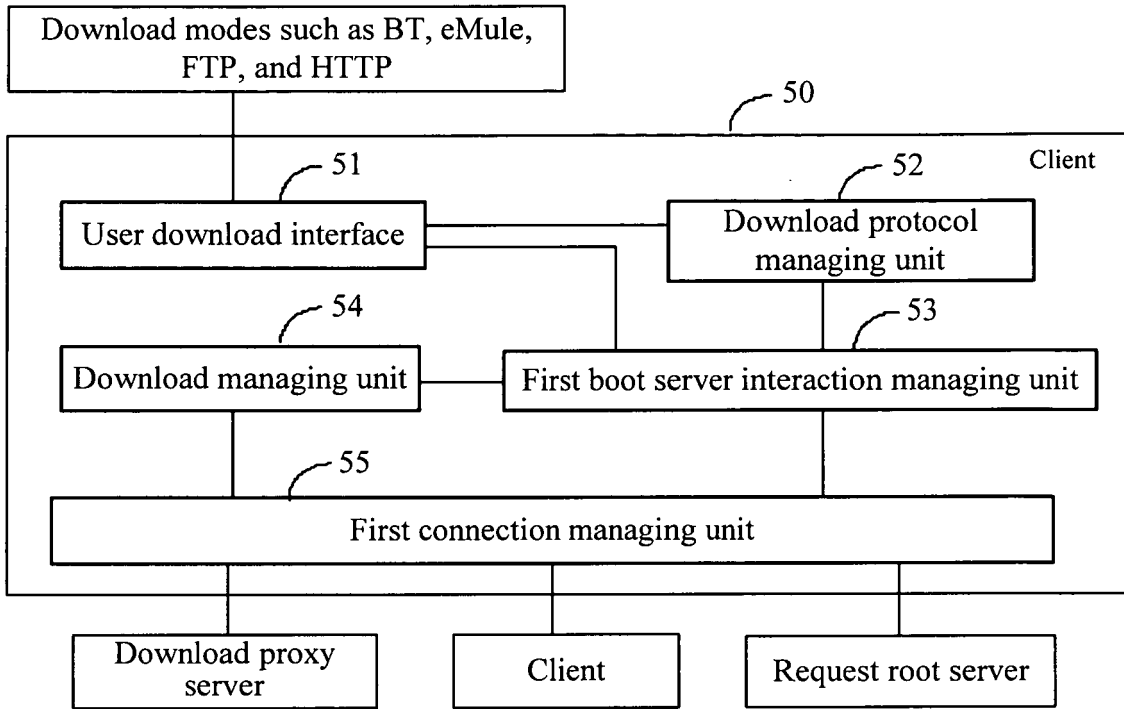 Download modes such as BT, eMule,
FTP, and HTTP
50
Client
51
User download interface
52
Download protocol
managing unit
54
Download managing unit
53
First boot server interaction managing unit
55
First connection managing unit
Download proxy
server
Client
Request root server